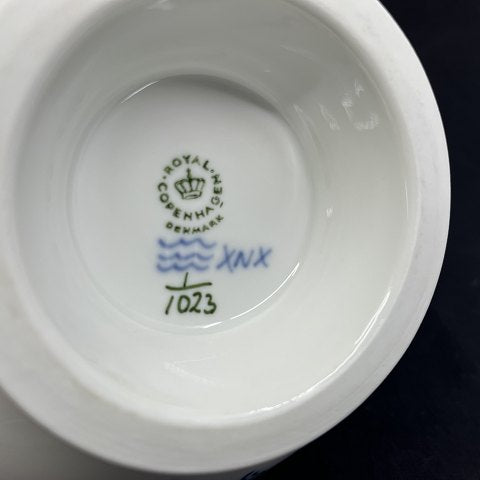 ROYAL COPENHAGEN
DENMARK
XNX
1
1023